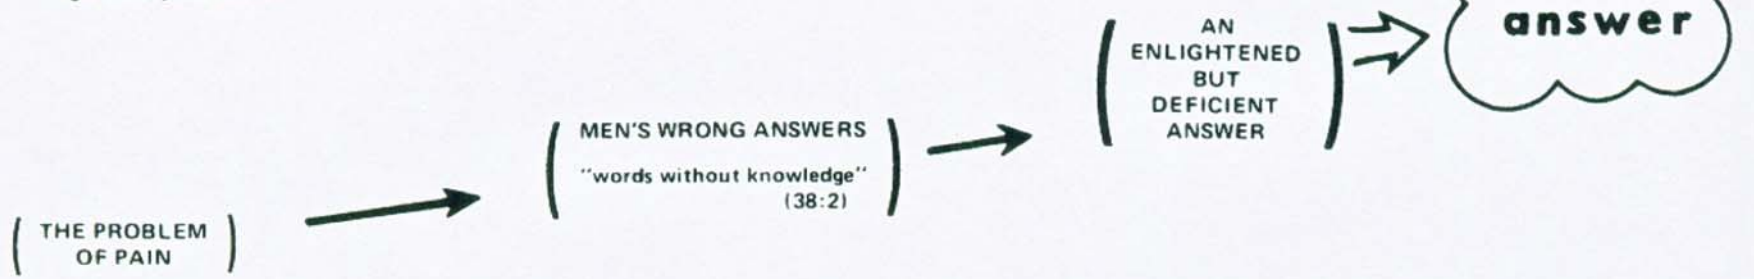 THE PROBLEM
OF PAIN
MEN'S WRONG ANSWERS
"words without knowledge"
(38:2)
AN
ENLIGHTENED
BUT
DEFICIENT
ANSWER
answer